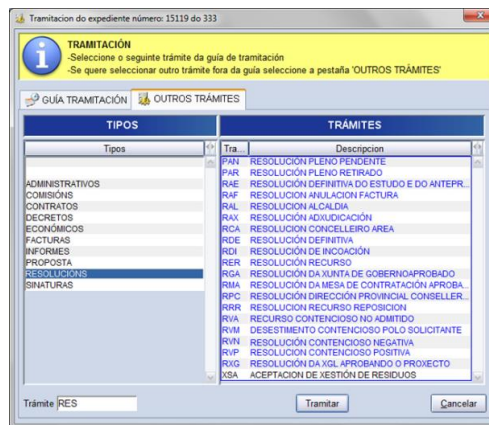 Tramitacion do expediente número: 15119 do 333
TRAMITACIÓN
-Seleccione o seguinte trámite da guía de tramitación
-Se quere seleccionar outro trámite fora da guía seleccione a pestaña 'OUTROS TRÁMITES'
GUÍA TRAMITACIÓN
OUTROS TRÁMITES
TIPOS
Tipos
ADMINISTRATIVOS
COMISIÓNS
CONTRATOS
DECRETOS
ECONÓMICOS
FACTURAS
INFORMES
PROPOSTA
RESOLUCIÓNS
SINATURAS
TRÁMITES
Tra... Descripcion
PAN RESOLUCIÓN PLENO PENDENTE
PAR RESOLUCIÓN PLENO RETIRADO
RAE RESOLUCIÓN DEFINITIVA DO ESTUDO E DO ANTEPR...
RAF RESOLUCION ANULACION FACTURA
RAL RESOLUCION ALCALDIA
RAX RESOLUCIÓN ADXUDICACIÓN
RCA RESOLUCION CONCELLEIRO AREA
RDE RESOLUCIÓN DEFINITIVA
RDI RESOLUCIÓN DE INCOACIÓN
RER RESOLUCIÓN RECURSO
RGA RESOLUCIÓN DA XUNTA DE GOBERNOAPROBADO
RMA RESOLUCIÓN DA MESA DE CONTRATACIÓN APROBA...
RPC RESOLUCIÓN DIRECCIÓN PROVINCIAL CONSELLER...
RRR RESOLUCION RECURSO REPOSICION
RVA RECURSO CONTENCIOSO NO ADMITIDO
RVM DESESTIMENTO CONTENCIOSO POLO SOLICITANTE
RVN RESOLUCIÓN CONTENCIOSO NEGATIVA
RVP RESOLUCIÓN CONTENCIOSO POSITIVA
RXG RESOLUCIÓN DA XGL APROBANDO O PROXECTO
XSA ACEPTACION DE XESTIÓN DE RESIDUOS
Trámite RES
Tramitar
Cancelar